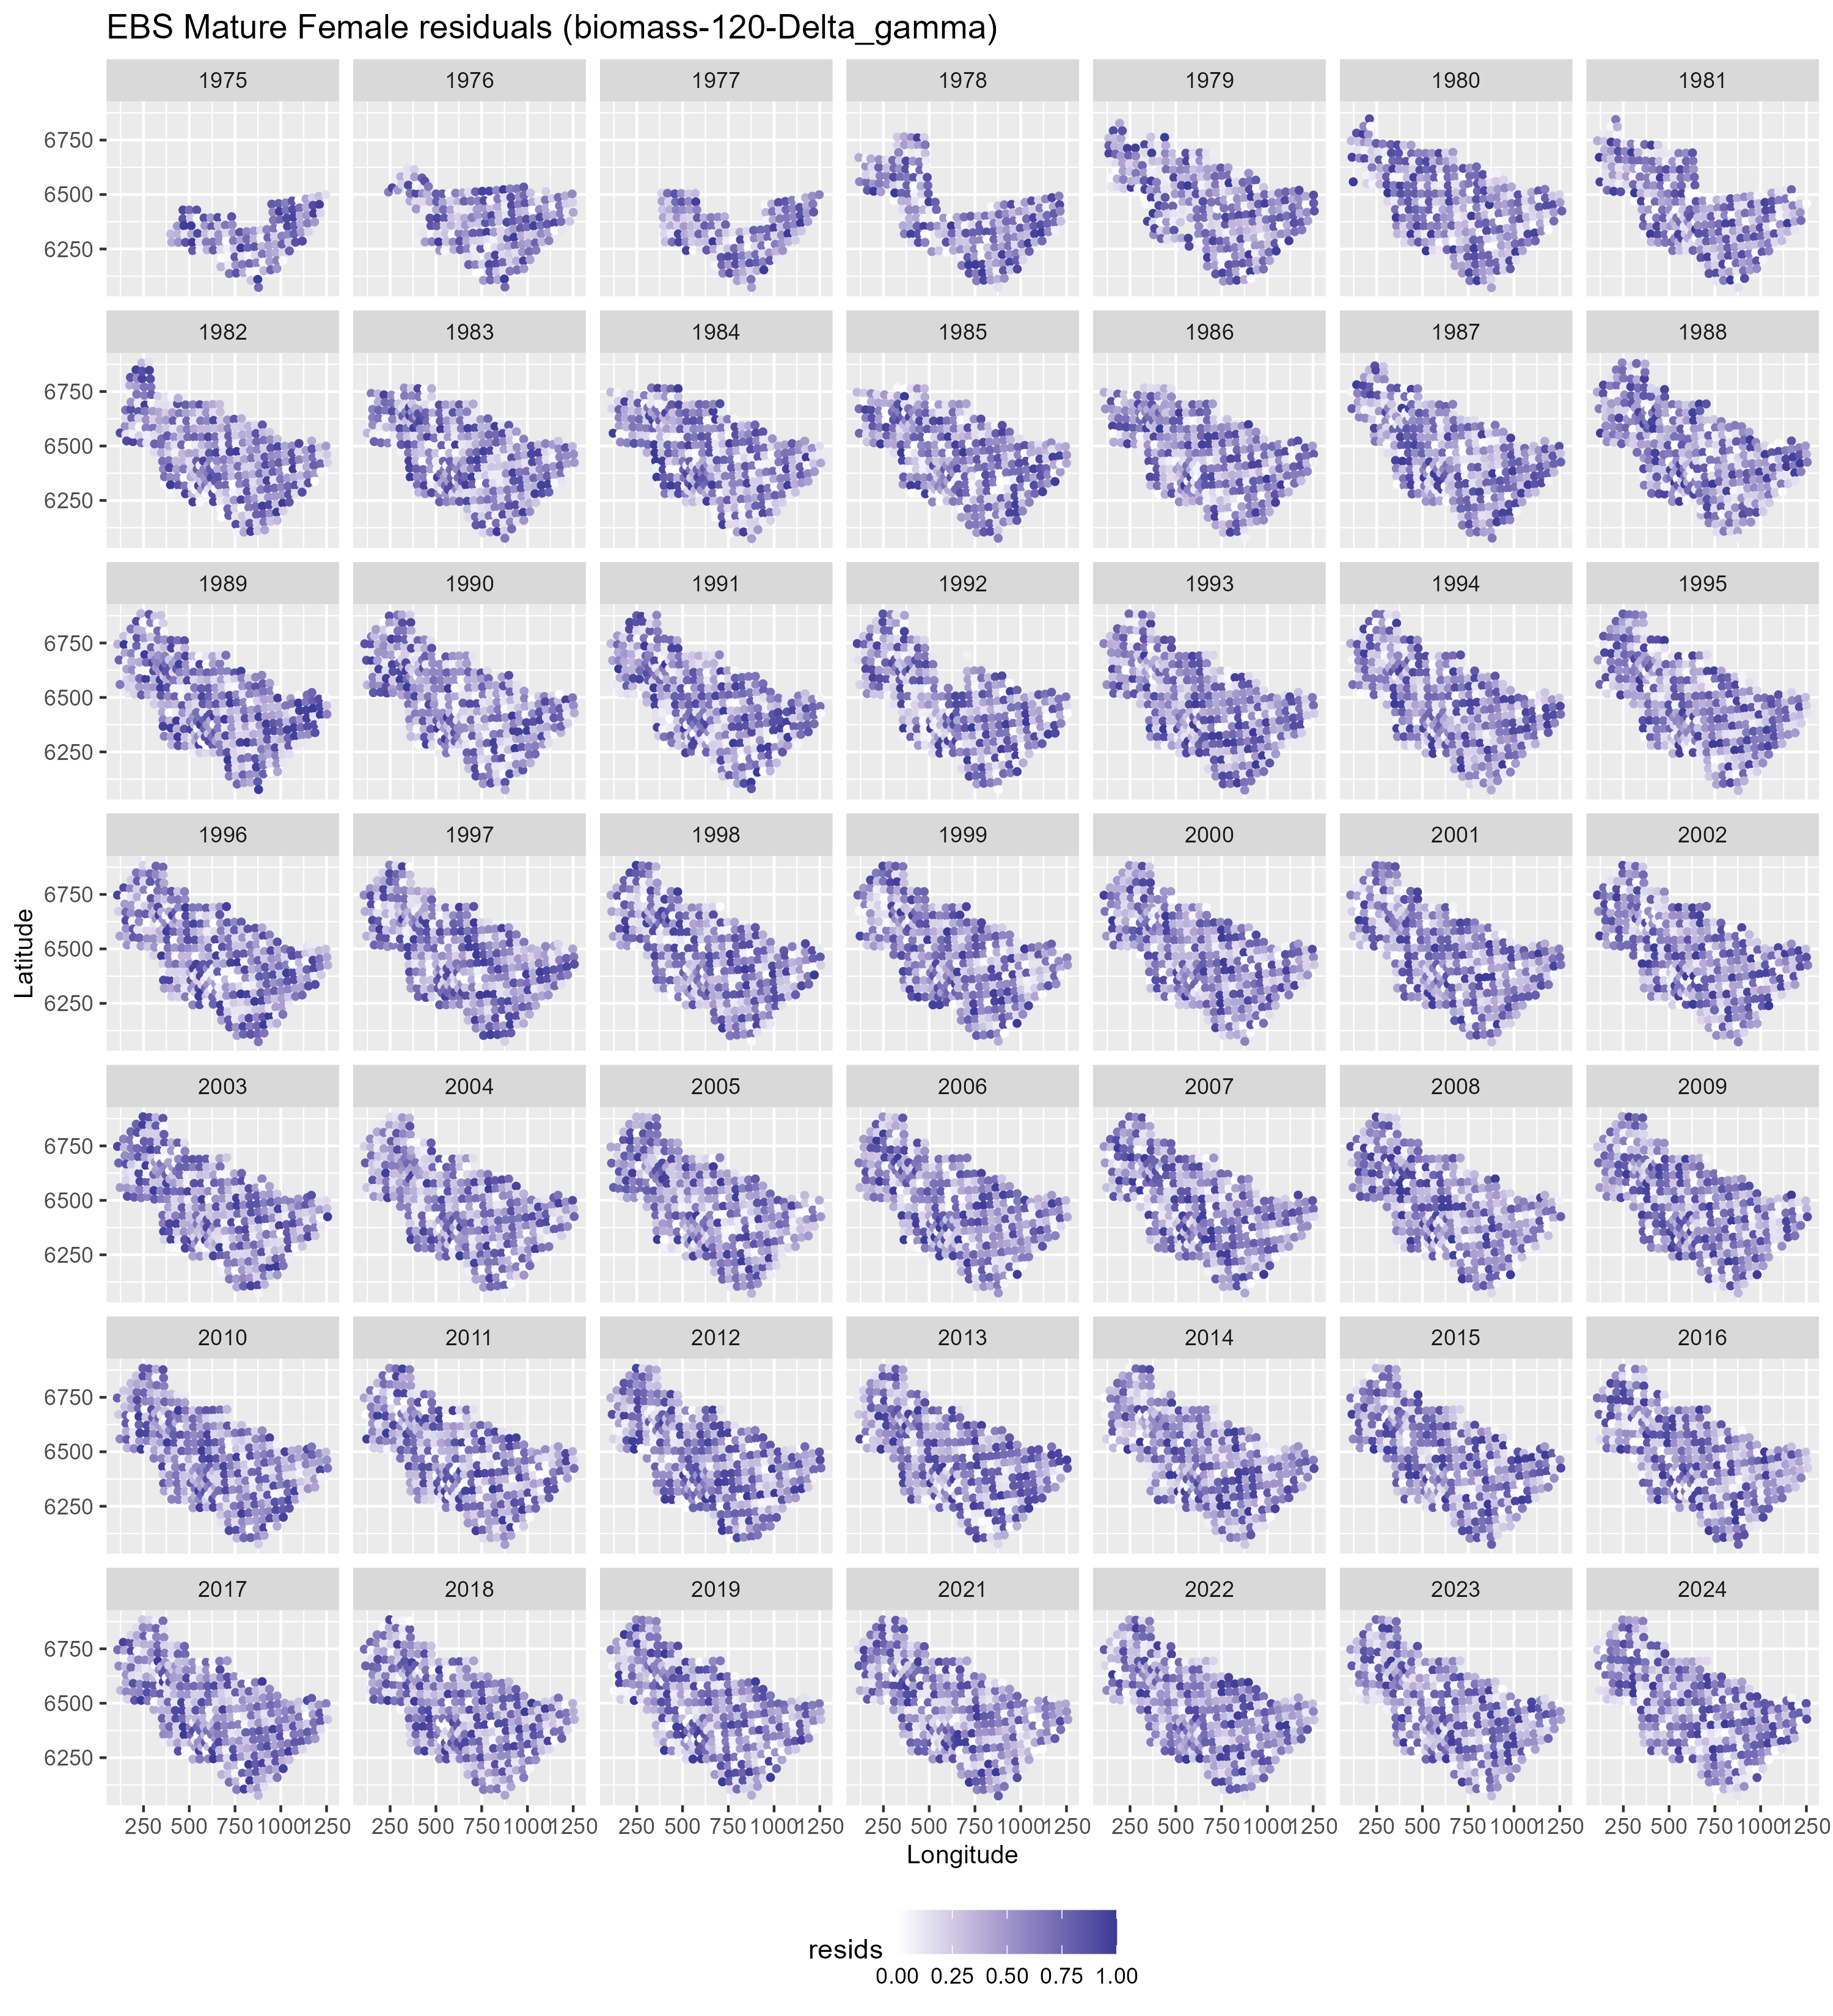 EBS Mature Female residuals (biomass-120-Delta_gamma)
1975 1976 1977 1978 1979 1980 1981
6750
6500
6250
1982 1983 1984 1985 1986 1987 1988
6750
6500
6250
1989 1990 1991 1992 1993 1994 1995
6750
6500
6250
1996 1997 1998 1999 2000 2001 2002
6750
6500
6250
Latitude
2003 2004 2005 2006 2007 2008 2009
6750
6500
6250
2010 2011 2012 2013 2014 2015 2016
6750
6500
6250
2017 2018 2019 2021 2022 2023 2024
6750
6500
6250
250 500 750 1000 1250 250 500 750 1000 1250 250 500 750 1000 1250 250 500 750 1000 1250 250 500 750 1000 1250 250 500 750 1000 1250 250 500 750 1000 1250
Longitude
resids
0.00 0.25 0.50 0.75 1.00